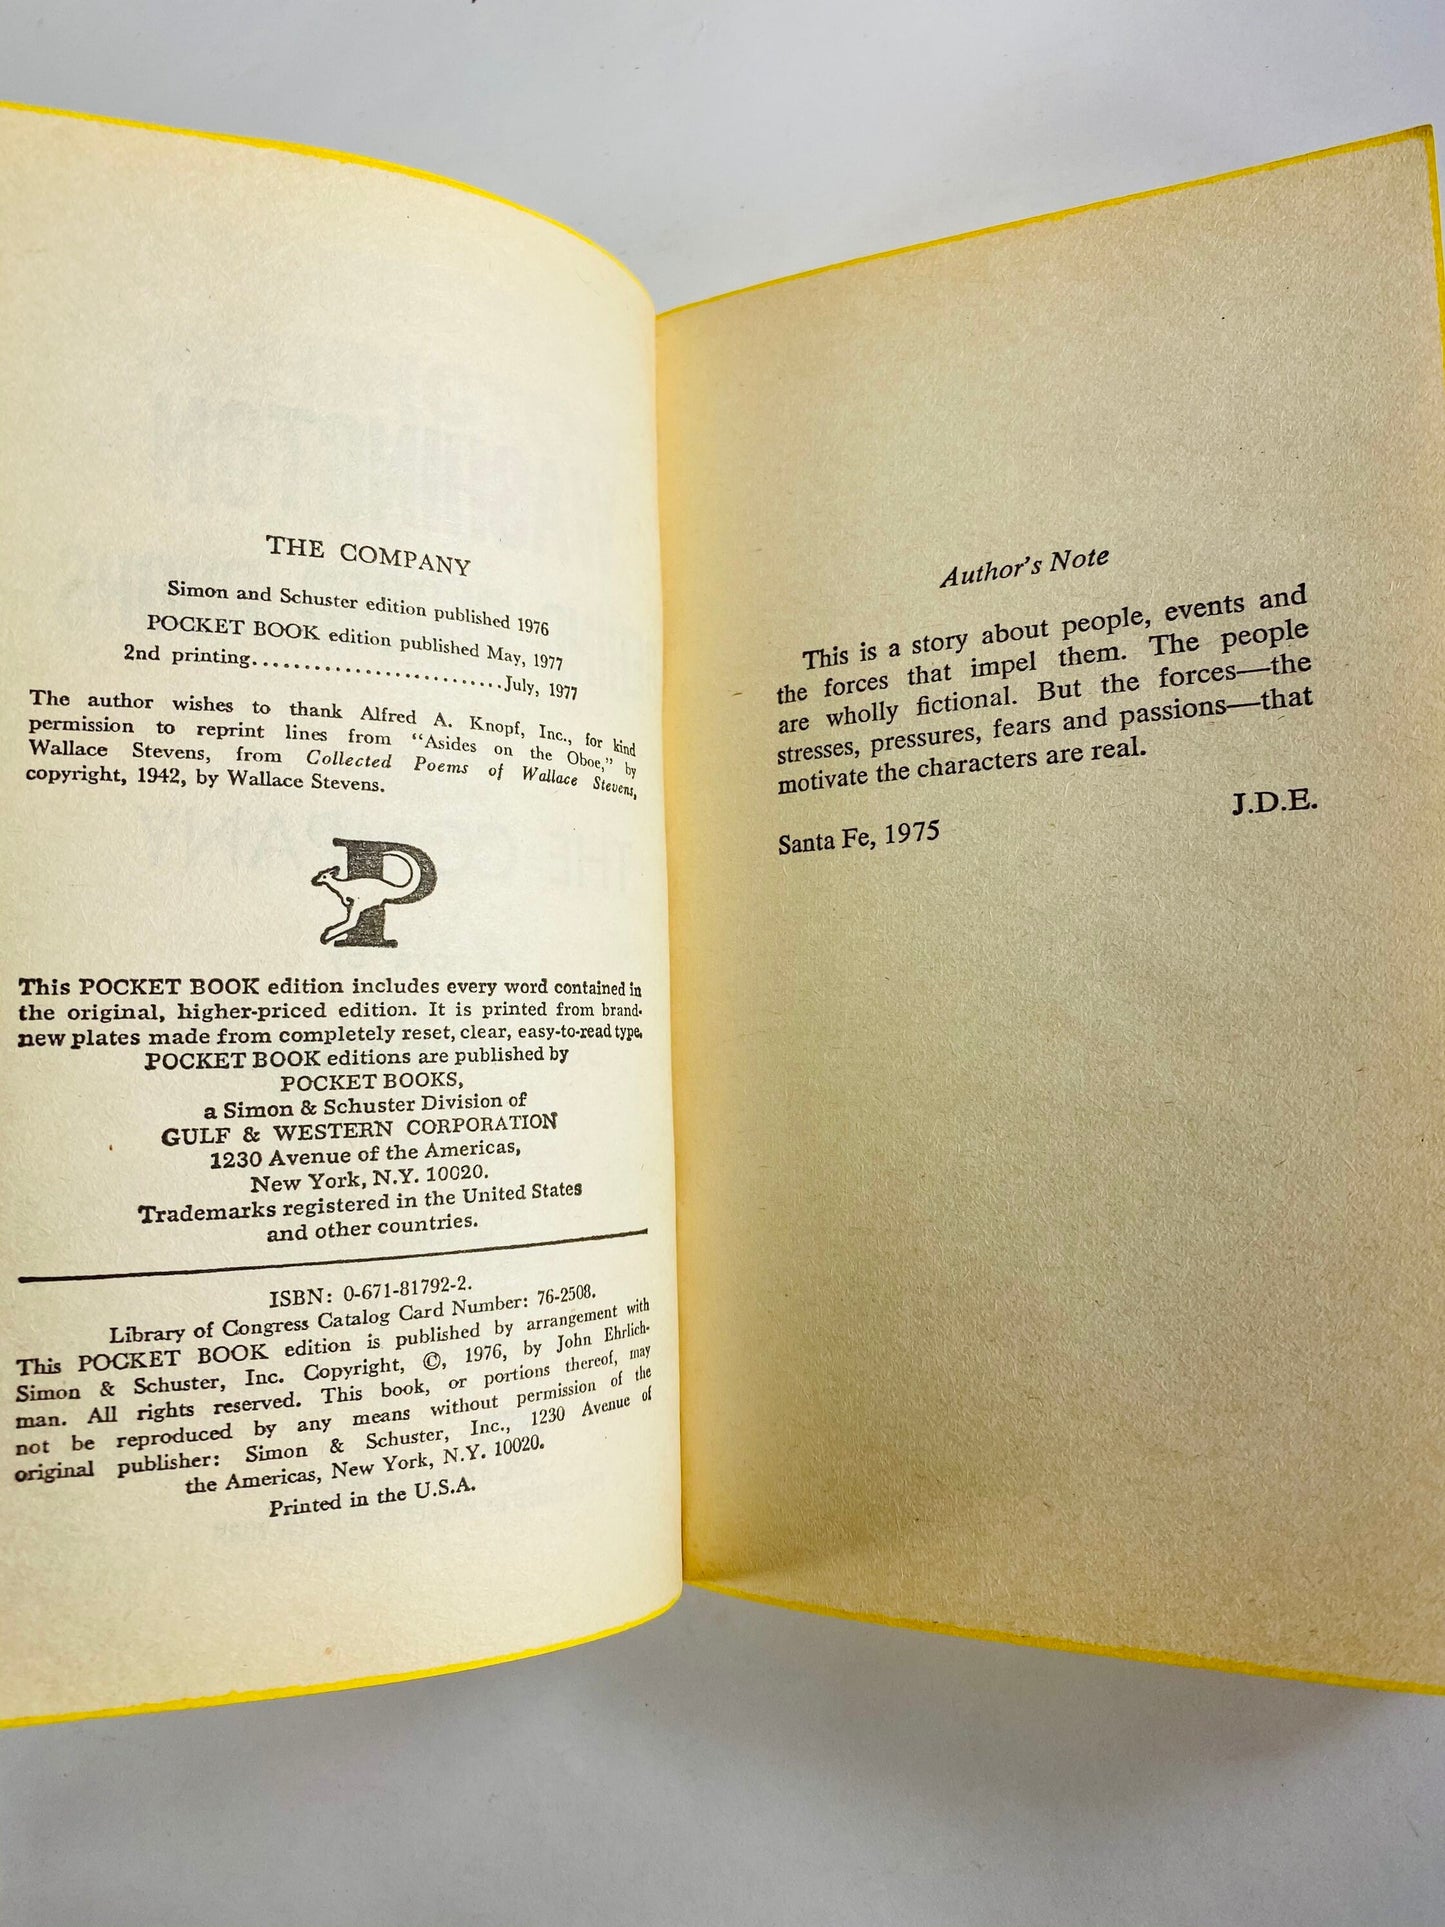 THE COMPANY
Simon and Schuster edition published 1976
POCKET BOOK edition published May, 1977
2nd printing................................July, 1977
The author wishes to thank Alfred A. Knopf, Inc., for kind
permission to reprint lines from "Asides on the Oboe," by
Wallace Stevens, from Collected Poems of Wallace Stevens,
copyright, 1942, by Wallace Stevens.
P
This POCKET BOOK edition includes every word contained in
the original, higher-priced edition. It is printed from brand-
new plates made from completely reset, clear, easy-to-read type.
POCKET BOOK editions are published by
POCKET BOOKS,
a Simon & Schuster Division of
GULF & WESTERN CORPORATION
1230 Avenue of the Americas,
New York, N.Y. 10020.
Trademarks registered in the United States
and other countries.
ISBN: 0-671-81792-2.
Library of Congress Catalog Card Number: 76-2508.
This POCKET BOOK edition is published by arrangement with
Simon & Schuster, Inc. Copyright, ©, 1976, by John Ehrlich-
man. All rights reserved. This book, or portions thereof, may
not be reproduced by any means without permission of the
original publisher: Simon & Schuster, Inc., 1230 Avenue of
the Americas, New York, N.Y. 10020.
Printed in the U.S.A.
Author's Note
This is a story about people, events and
the forces that impel them. The people
are wholly fictional. But the forces—the
stresses, pressures, fears and passions—that
motivate the characters are real.
J.D.E.
Santa Fe, 1975